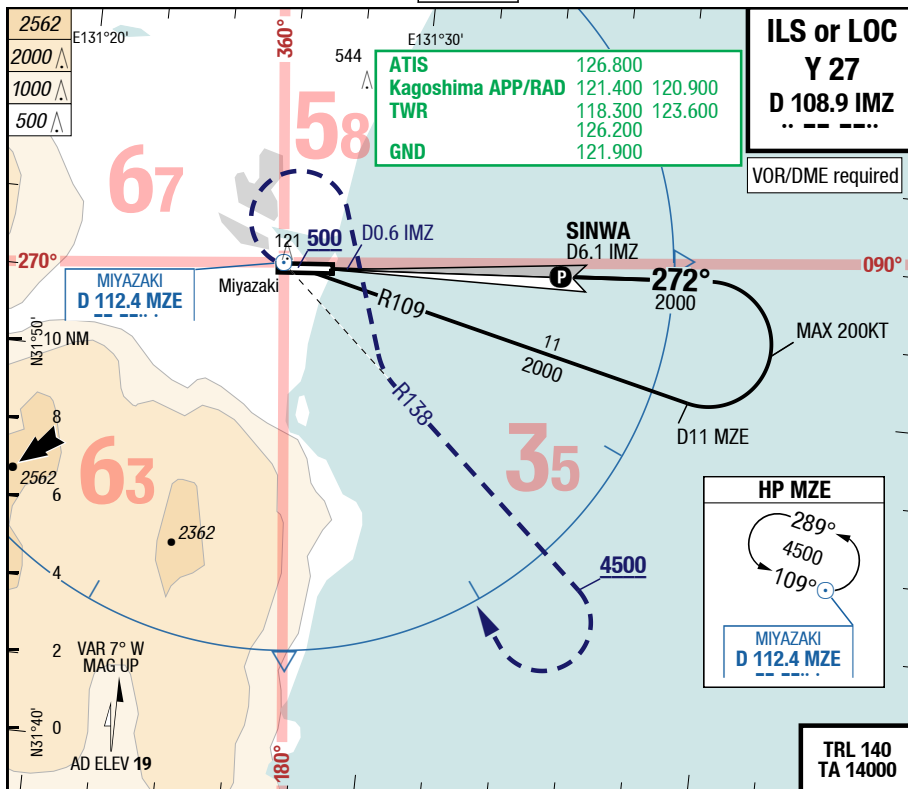 2562
2000
1000
500
E131°20'
360°
E131°30'
544
58
67
ATIS 126.800
Kagoshima APP/RAD 121.400 120.900
TWR 118.300 123.600
126.200
GND 121.900
ILS or LOC
Y 27
D 108.9 IMZ
VOR/DME required
121
500
D0.6 IMZ
SINWA
D6.1 IMZ
P
270°
272°
2000
090°
MIYAZAKI
D 112.4 MZE
Miyazaki
R109
11
2000
MAX 200KT
N31°50'
10 NM
8
6
4
2
0
R138
D11 MZE
63
35
2562
2362
4500
HP MZE
289°
4500
109°
MIYAZAKI
D 112.4 MZE
VAR 7° W
MAG UP
N31°40'
AD ELEV 19
180°
TRL 140
TA 14000